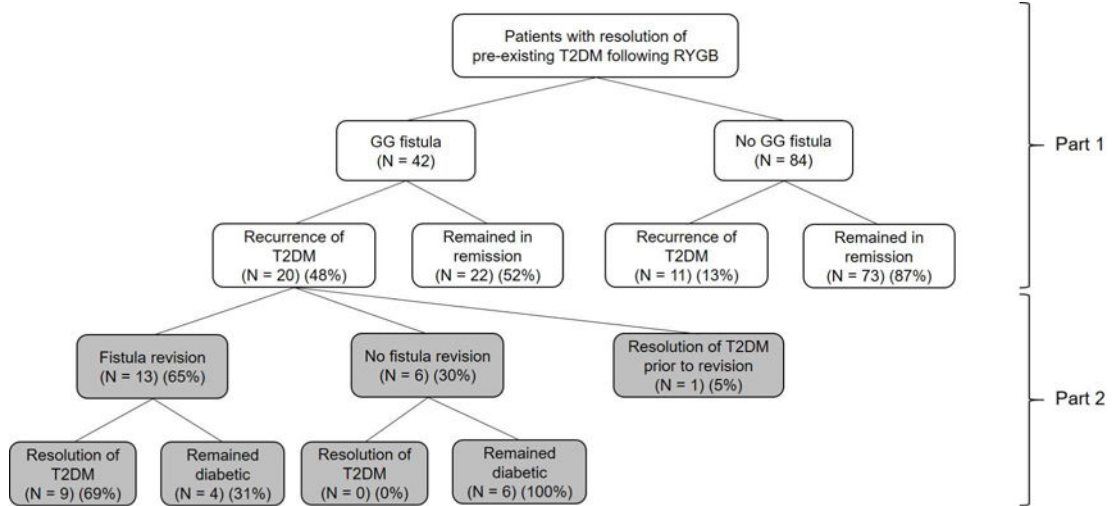 Patients with resolution of
pre-existing T2DM following RYGB
GG fistula
(N = 42)
No GG fistula
(N = 84)
Part 1
Recurrence of
T2DM
(N = 20) (48%)
Remained in
remission
(N = 22) (52%)
Recurrence of
T2DM
(N = 11) (13%)
Remained in
remission
(N = 73) (87%)
Fistula revision
(N = 13) (65%)
No fistula revision
(N = 6) (30%)
Resolution of T2DM
prior to revision
(N = 1) (5%)
Part 2
Resolution of
T2DM
(N = 9) (69%)
Remained
diabetic
(N = 4) (31%)
Resolution of
T2DM
(N = 0) (0%)
Remained
diabetic
(N = 6) (100%)